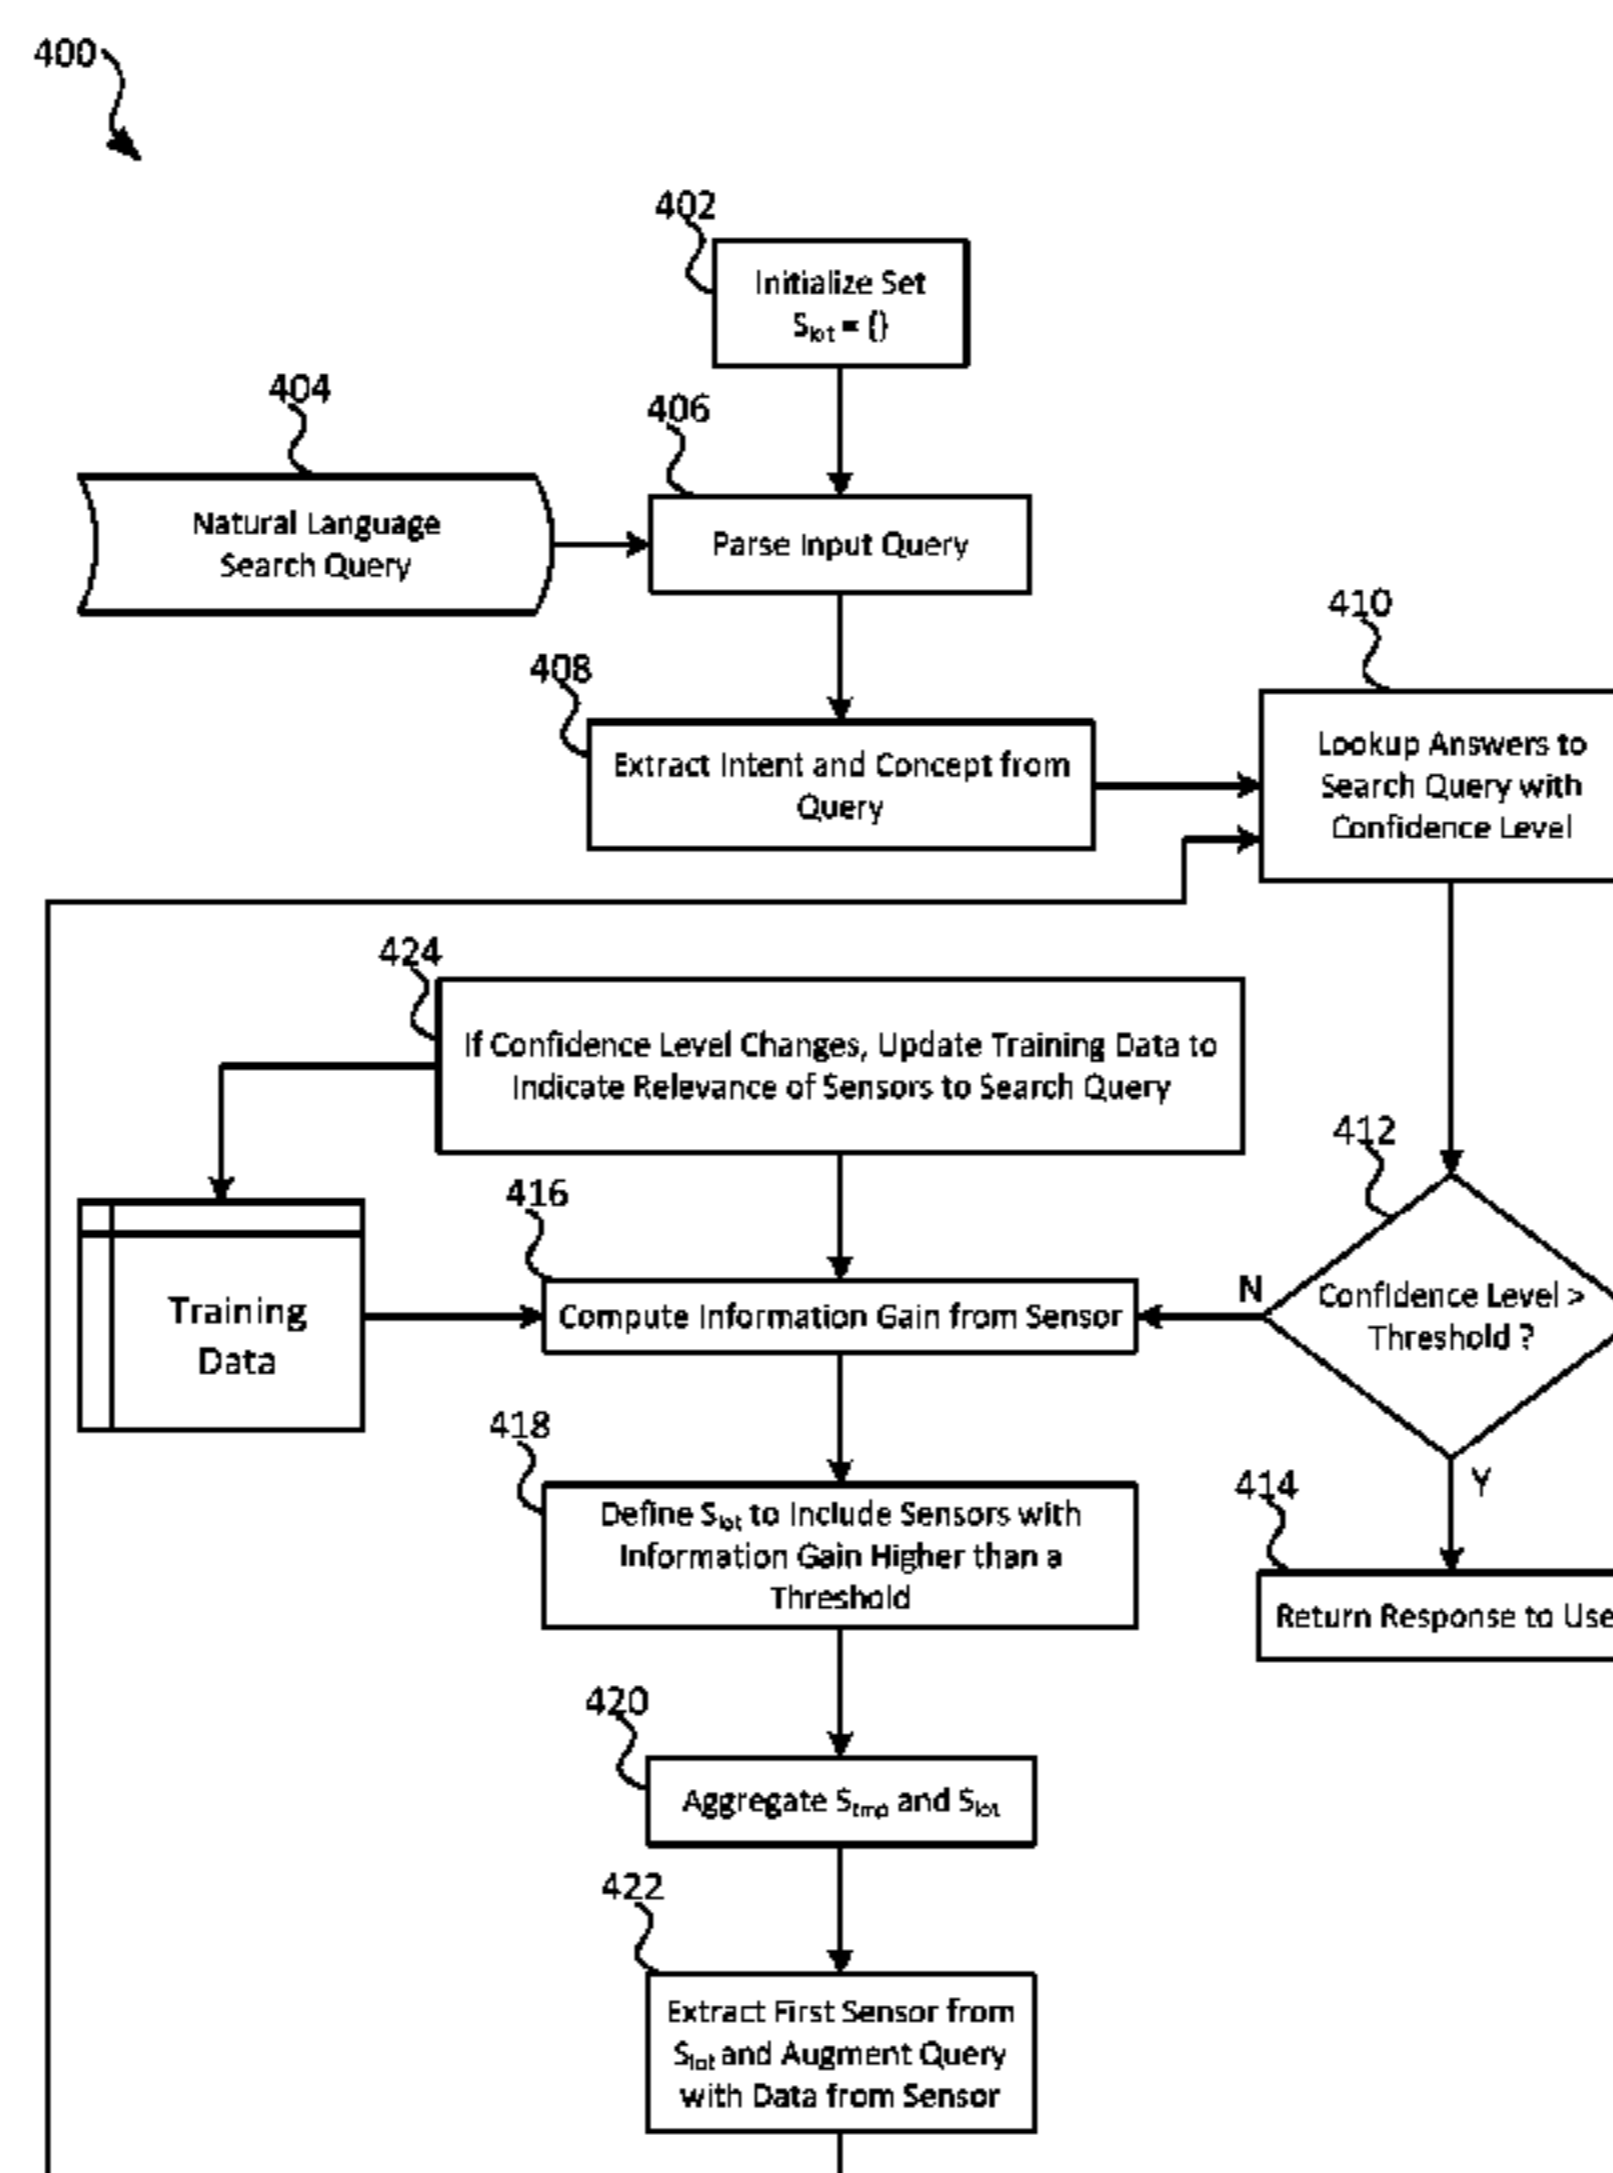 400
402
Initialize Set
Siot = {}
404
406
Natural Language
Search Query
Parse Input Query
408
410
Extract Intent and Concept from
Query
Lookup Answers to
Search Query with
Confidence Level
424
If Confidence Level Changes, Update Training Data to
Indicate Relevance of Sensors to Search Query
412
416
Training
Data
Compute Information Gain from Sensor
N
Confidence Level >
Threshold ?
418
Y
414
Define Siot to Include Sensors with
Information Gain Higher than a
Threshold
Return Response to Use
420
Aggregate Stmp and Siot
422
Extract First Sensor from
Siot and Augment Query
with Data from Sensor